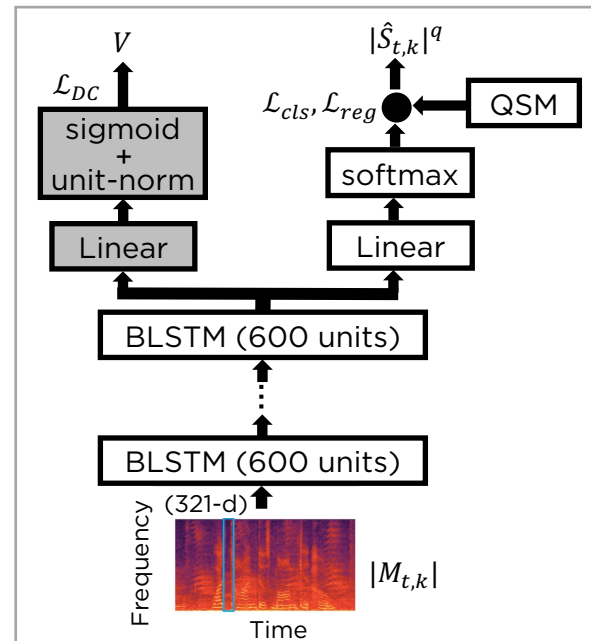 V
|Ŝ_{t,k}|^q
ℒ_{DC}
ℒ_{cls}, ℒ_{reg}
QSM
sigmoid
+
unit-norm
softmax
Linear
Linear
BLSTM (600 units)
BLSTM (600 units)
(321-d)
Frequency
|M_{t,k}|
Time